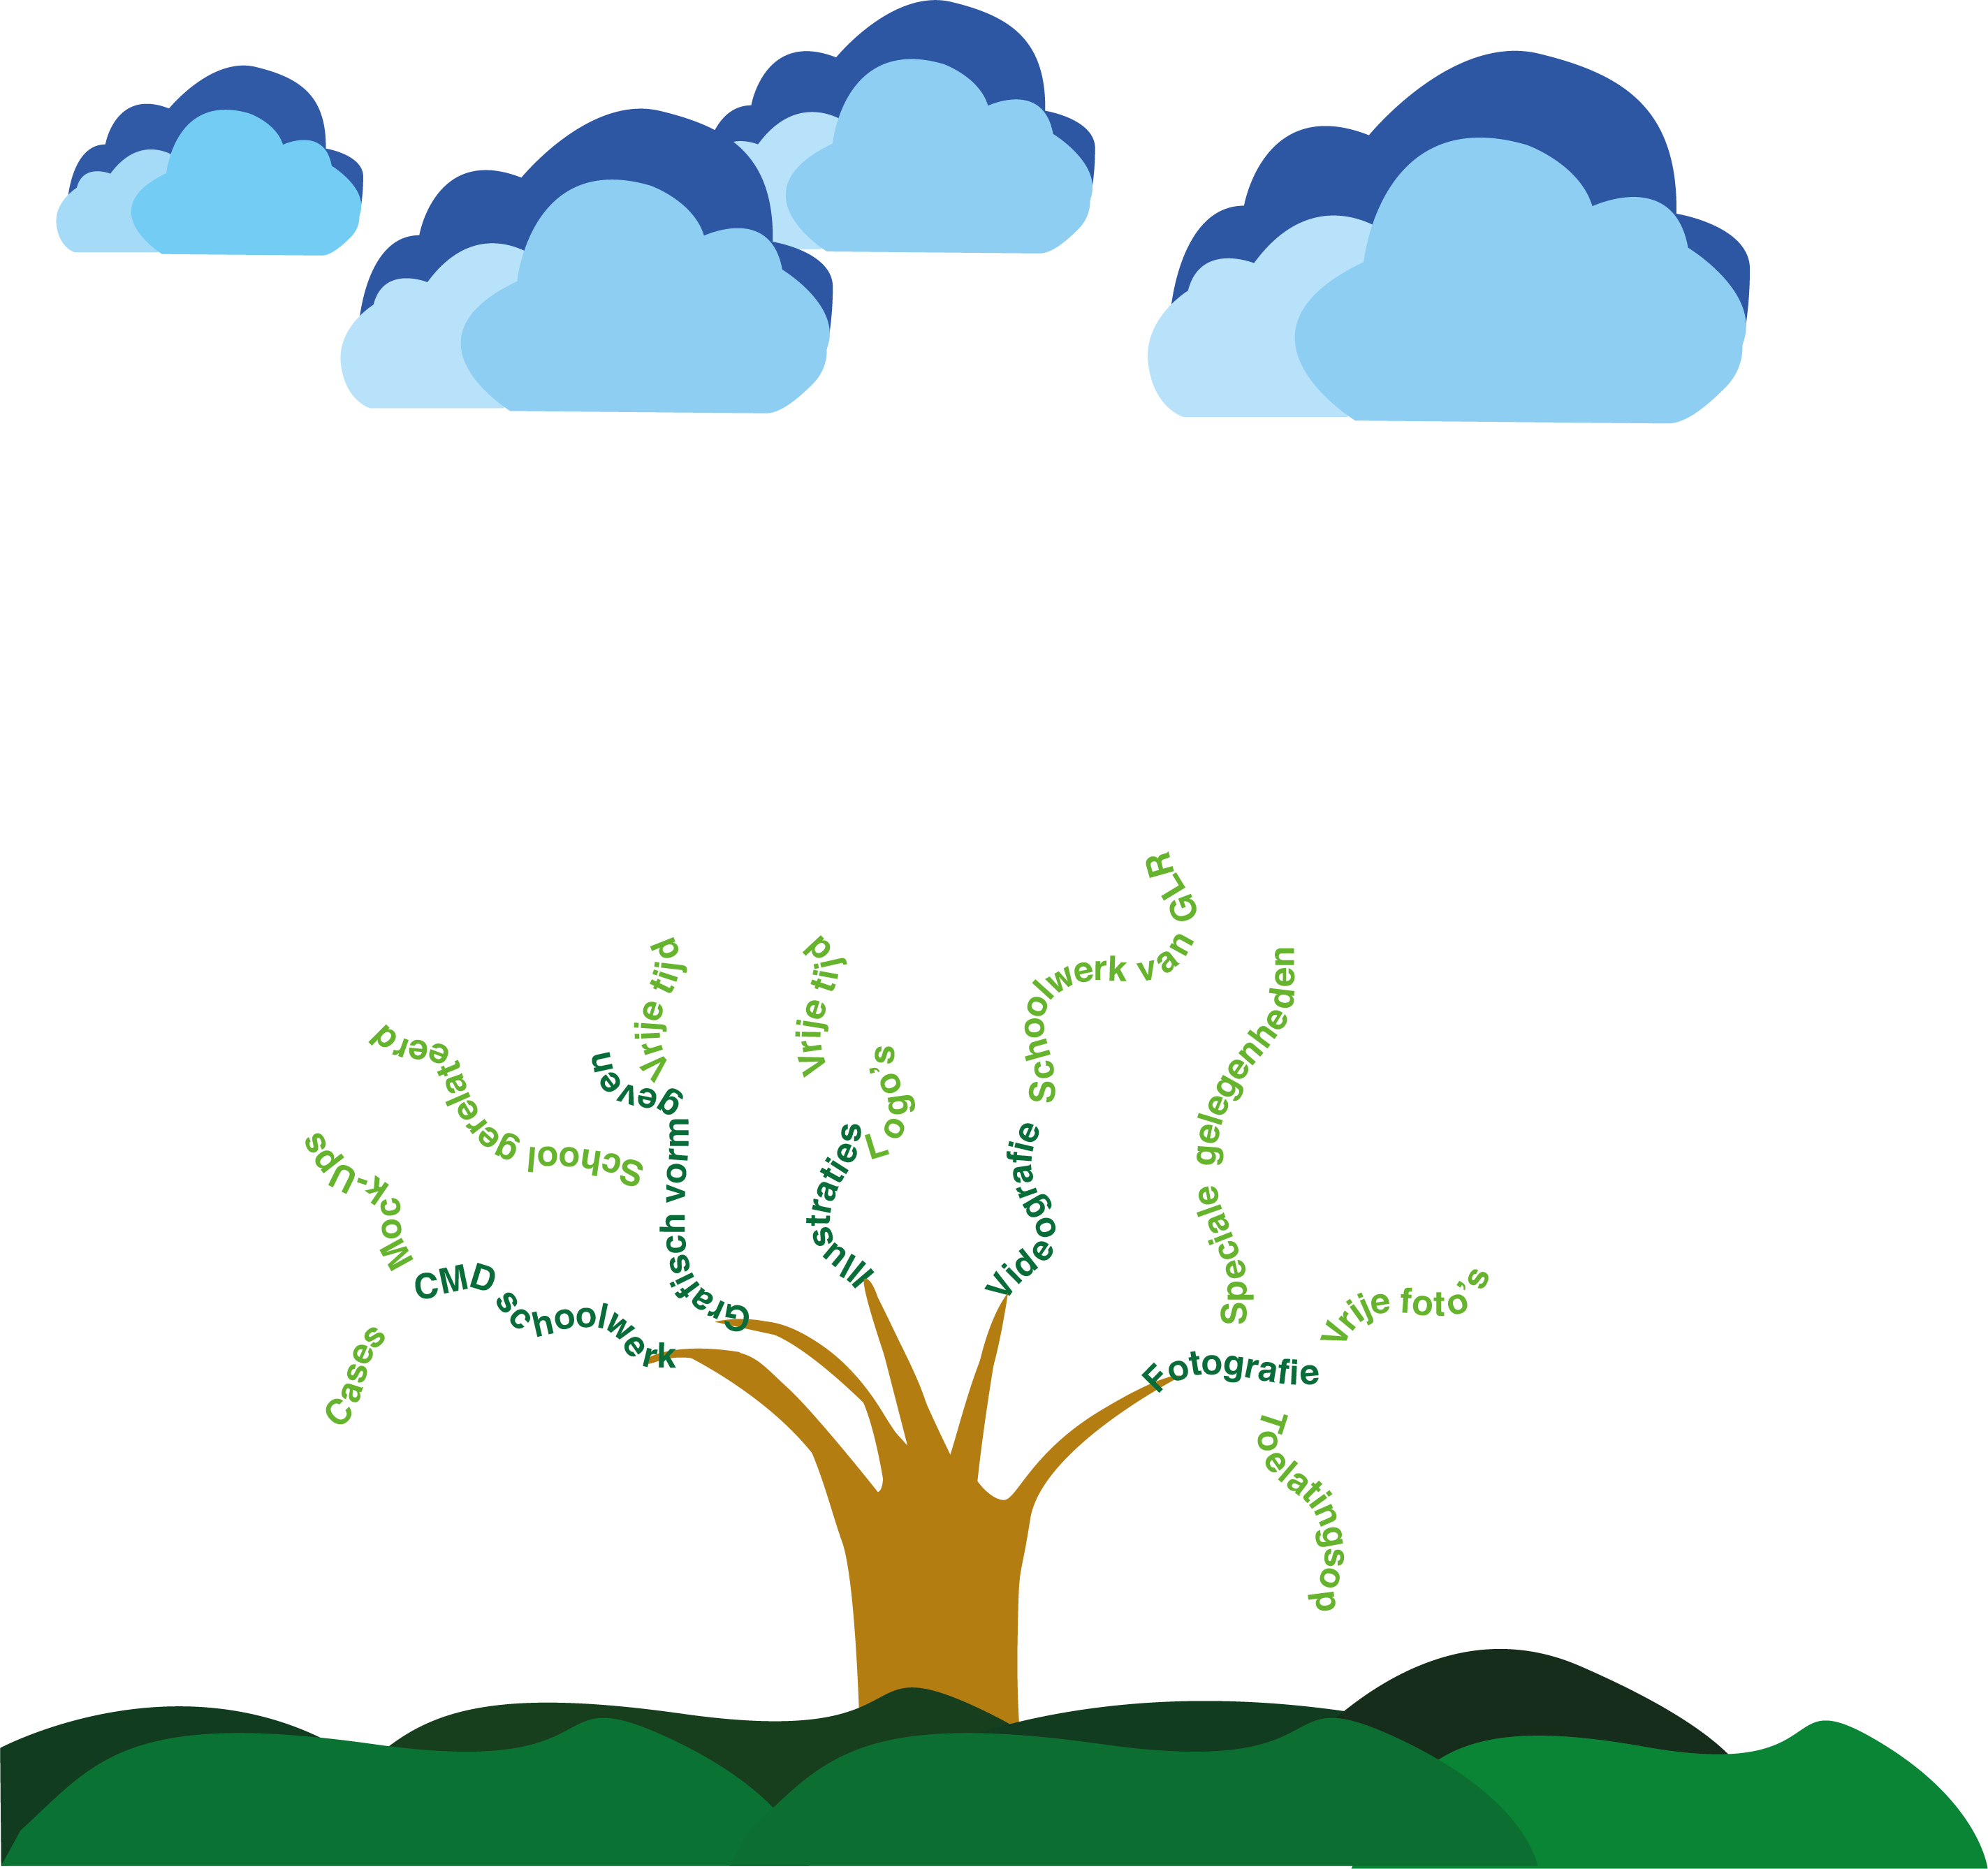 Mock-ups
Cases
CMD schoolwerk
school gerelateerd
Vrije tijd
Creatisch vormgeven
Vrije tijd
Logo's
Illustraties
Videografie
schoolwerk van GLR
Speciale gelegenheden
Vrije foto's
Fotografie
Toelatingsop